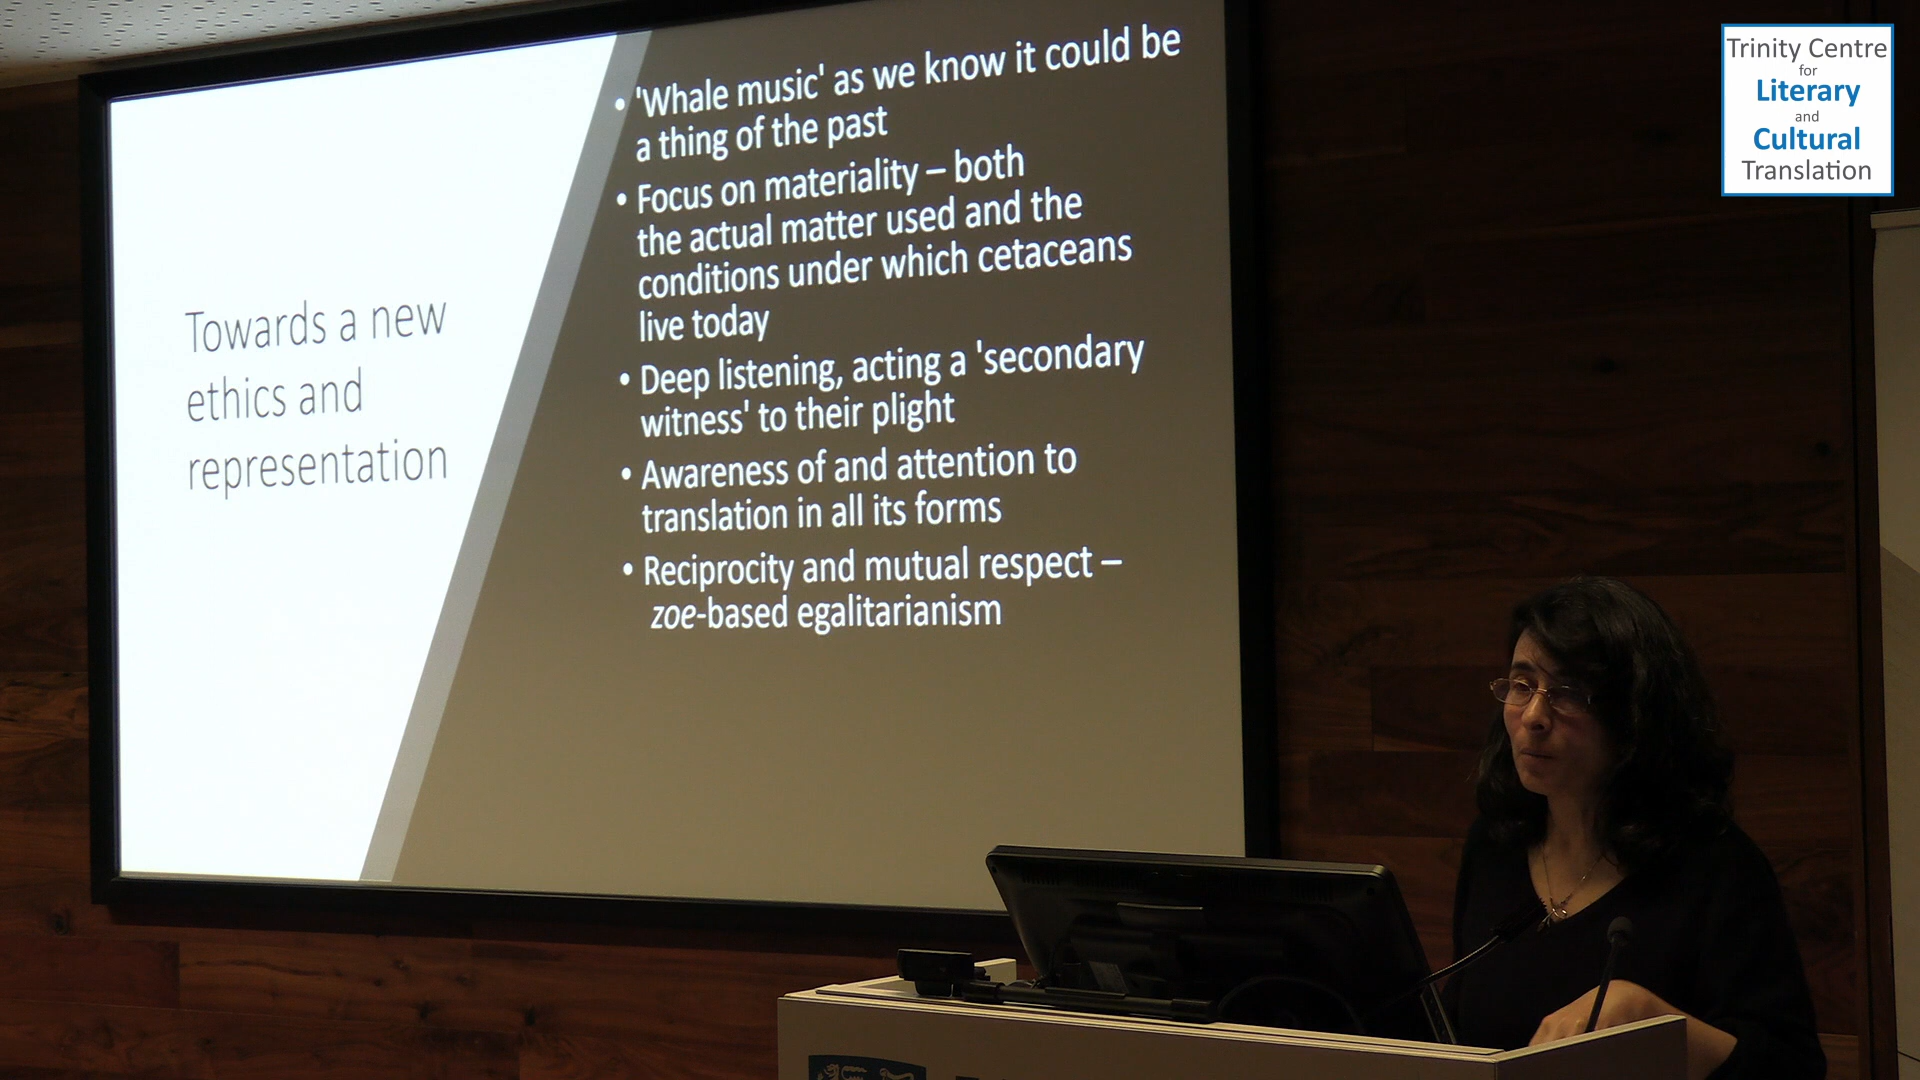 Towards a new
ethics and
representation
• 'Whale music' as we know it could be
a thing of the past
• Focus on materiality – both
the actual matter used and the
conditions under which cetaceans
live today
• Deep listening, acting a 'secondary
witness' to their plight
• Awareness of and attention to
translation in all its forms
• Reciprocity and mutual respect –
zoe-based egalitarianism
Trinity Centre
for
Literary
and
Cultural
Translation